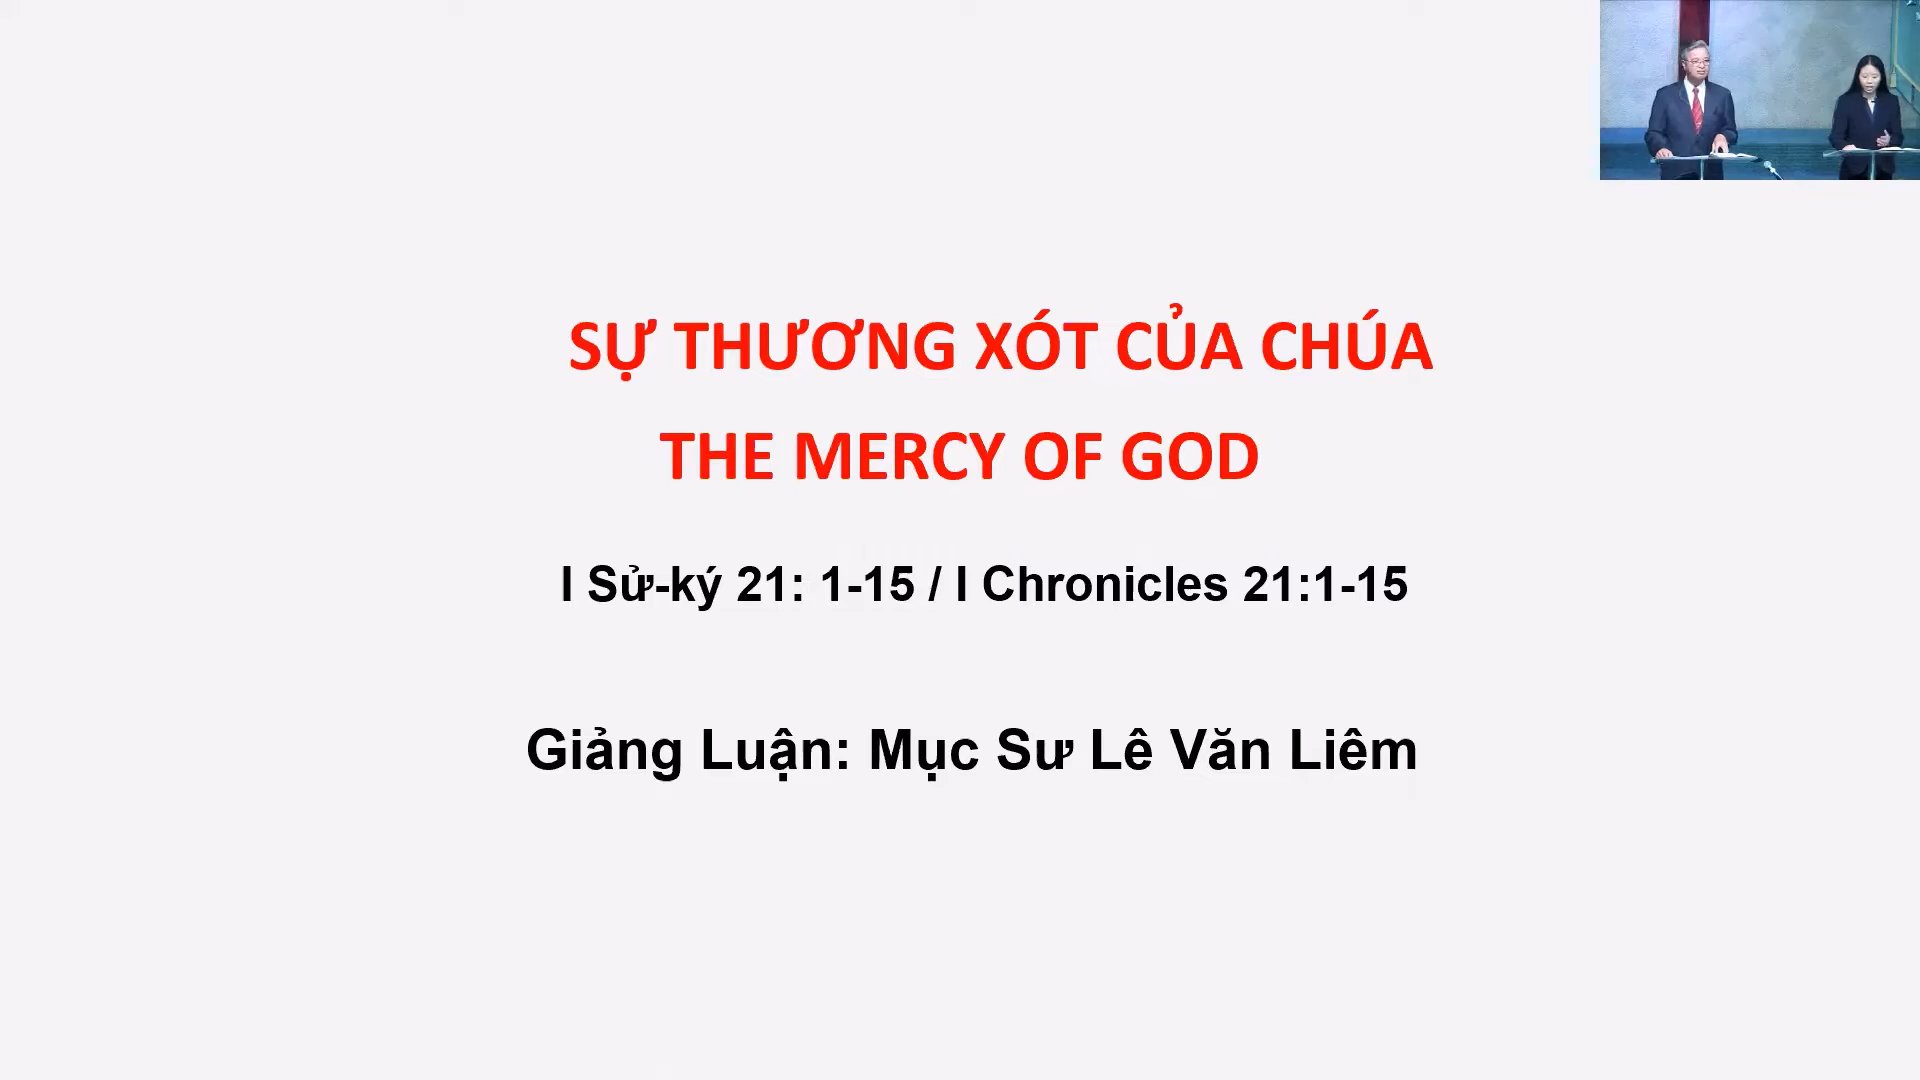 SỰ THƯƠNG XÓT CỦA CHÚA
THE MERCY OF GOD
I Sử-ký 21: 1-15 / I Chronicles 21:1-15
Giảng Luận: Mục Sư Lê Văn Liêm